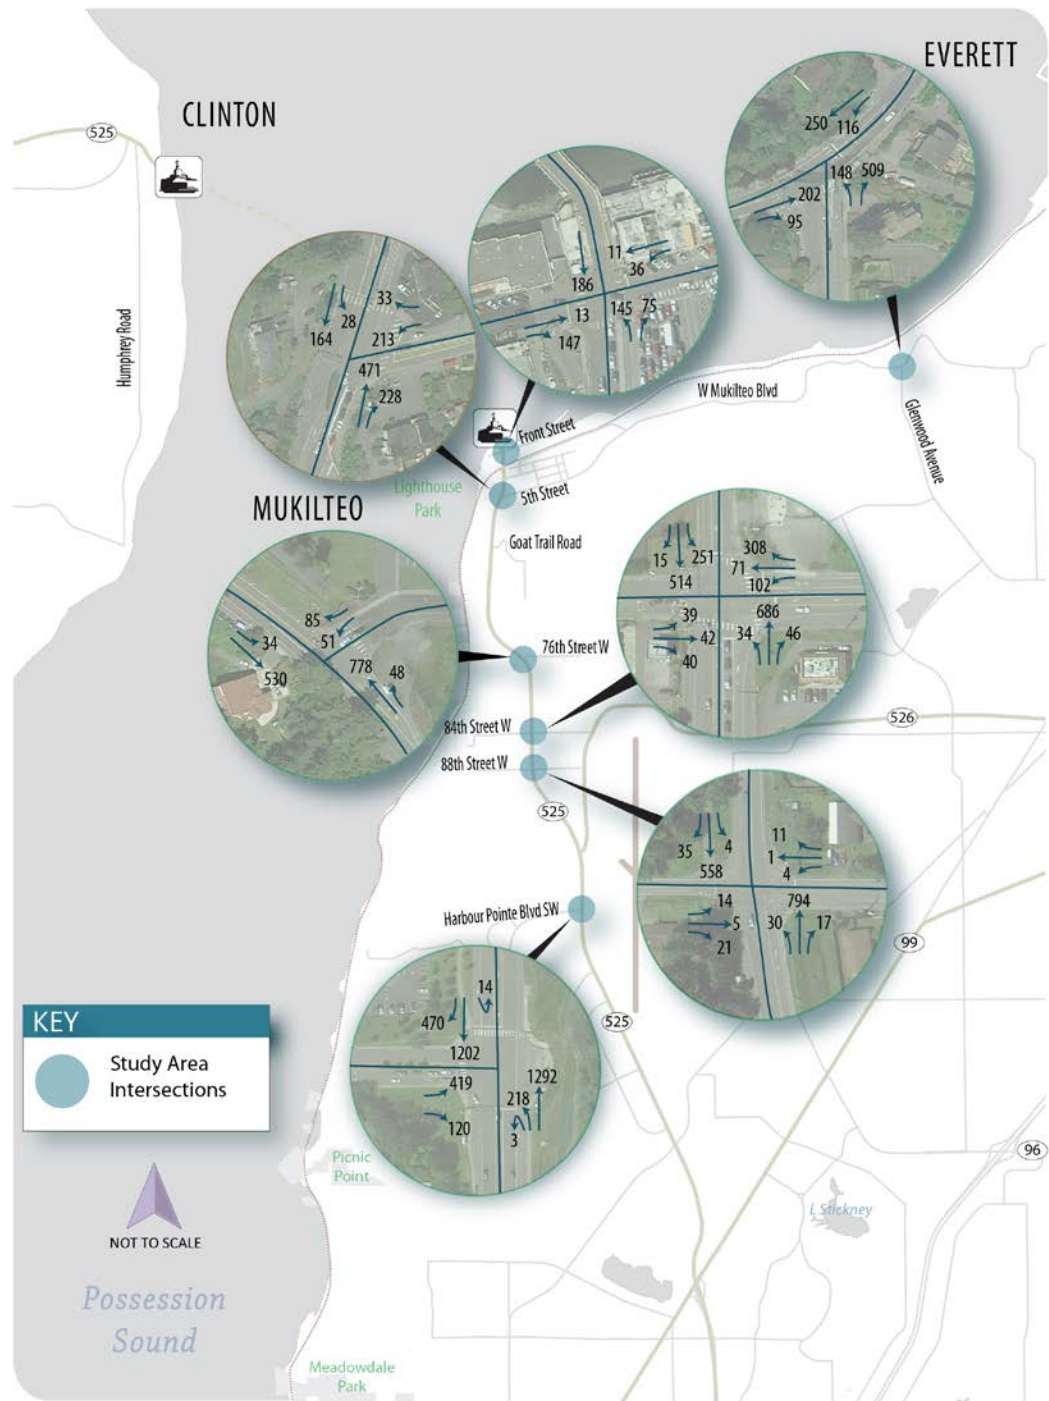 EVERETT
CLINTON
525
Humphrey Road
250
116
148
509
202
95
11
36
186
13
145
75
147
33
28
164
213
471
228
W Mukilteo Blvd
Glenwood Avenue
Front Street
5th Street
Lighthouse
Park
MUKILTEO
Goat Trail Road
85
51
34
530
778
48
76th Street W
308
15
251
71
514
102
39
686
42
34
46
40
84th Street W
526
88th Street W
525
11
35
4
1
558
4
14
794
5
30
17
21
Harbour Pointe Blvd SW
99
14
470
1202
419
1292
218
120
3
525
KEY
Study Area
Intersections
Picnic
Point
96
L Stickney
NOT TO SCALE
Possession
Sound
Meadowdale
Park